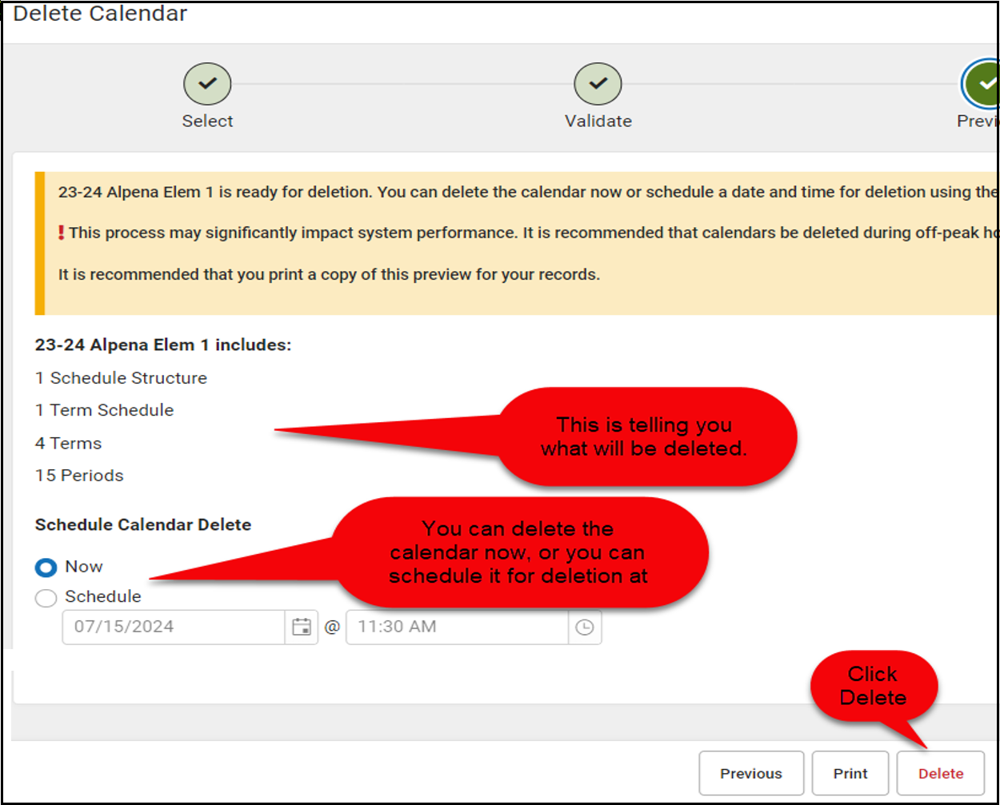 Delete Calendar
Select
Validate
Previ
23-24 Alpena Elem 1 is ready for deletion. You can delete the calendar now or schedule a date and time for deletion using the
! This process may significantly impact system performance. It is recommended that calendars be deleted during off-peak ho
It is recommended that you print a copy of this preview for your records.
23-24 Alpena Elem 1 includes:
1 Schedule Structure
1 Term Schedule
4 Terms
15 Periods
This is telling you
what will be deleted.
Schedule Calendar Delete
You can delete the
calendar now, or you can
schedule it for deletion at
Now
Schedule
07/15/2024 @ 11:30 AM
Click
Delete
Previous Print Delete